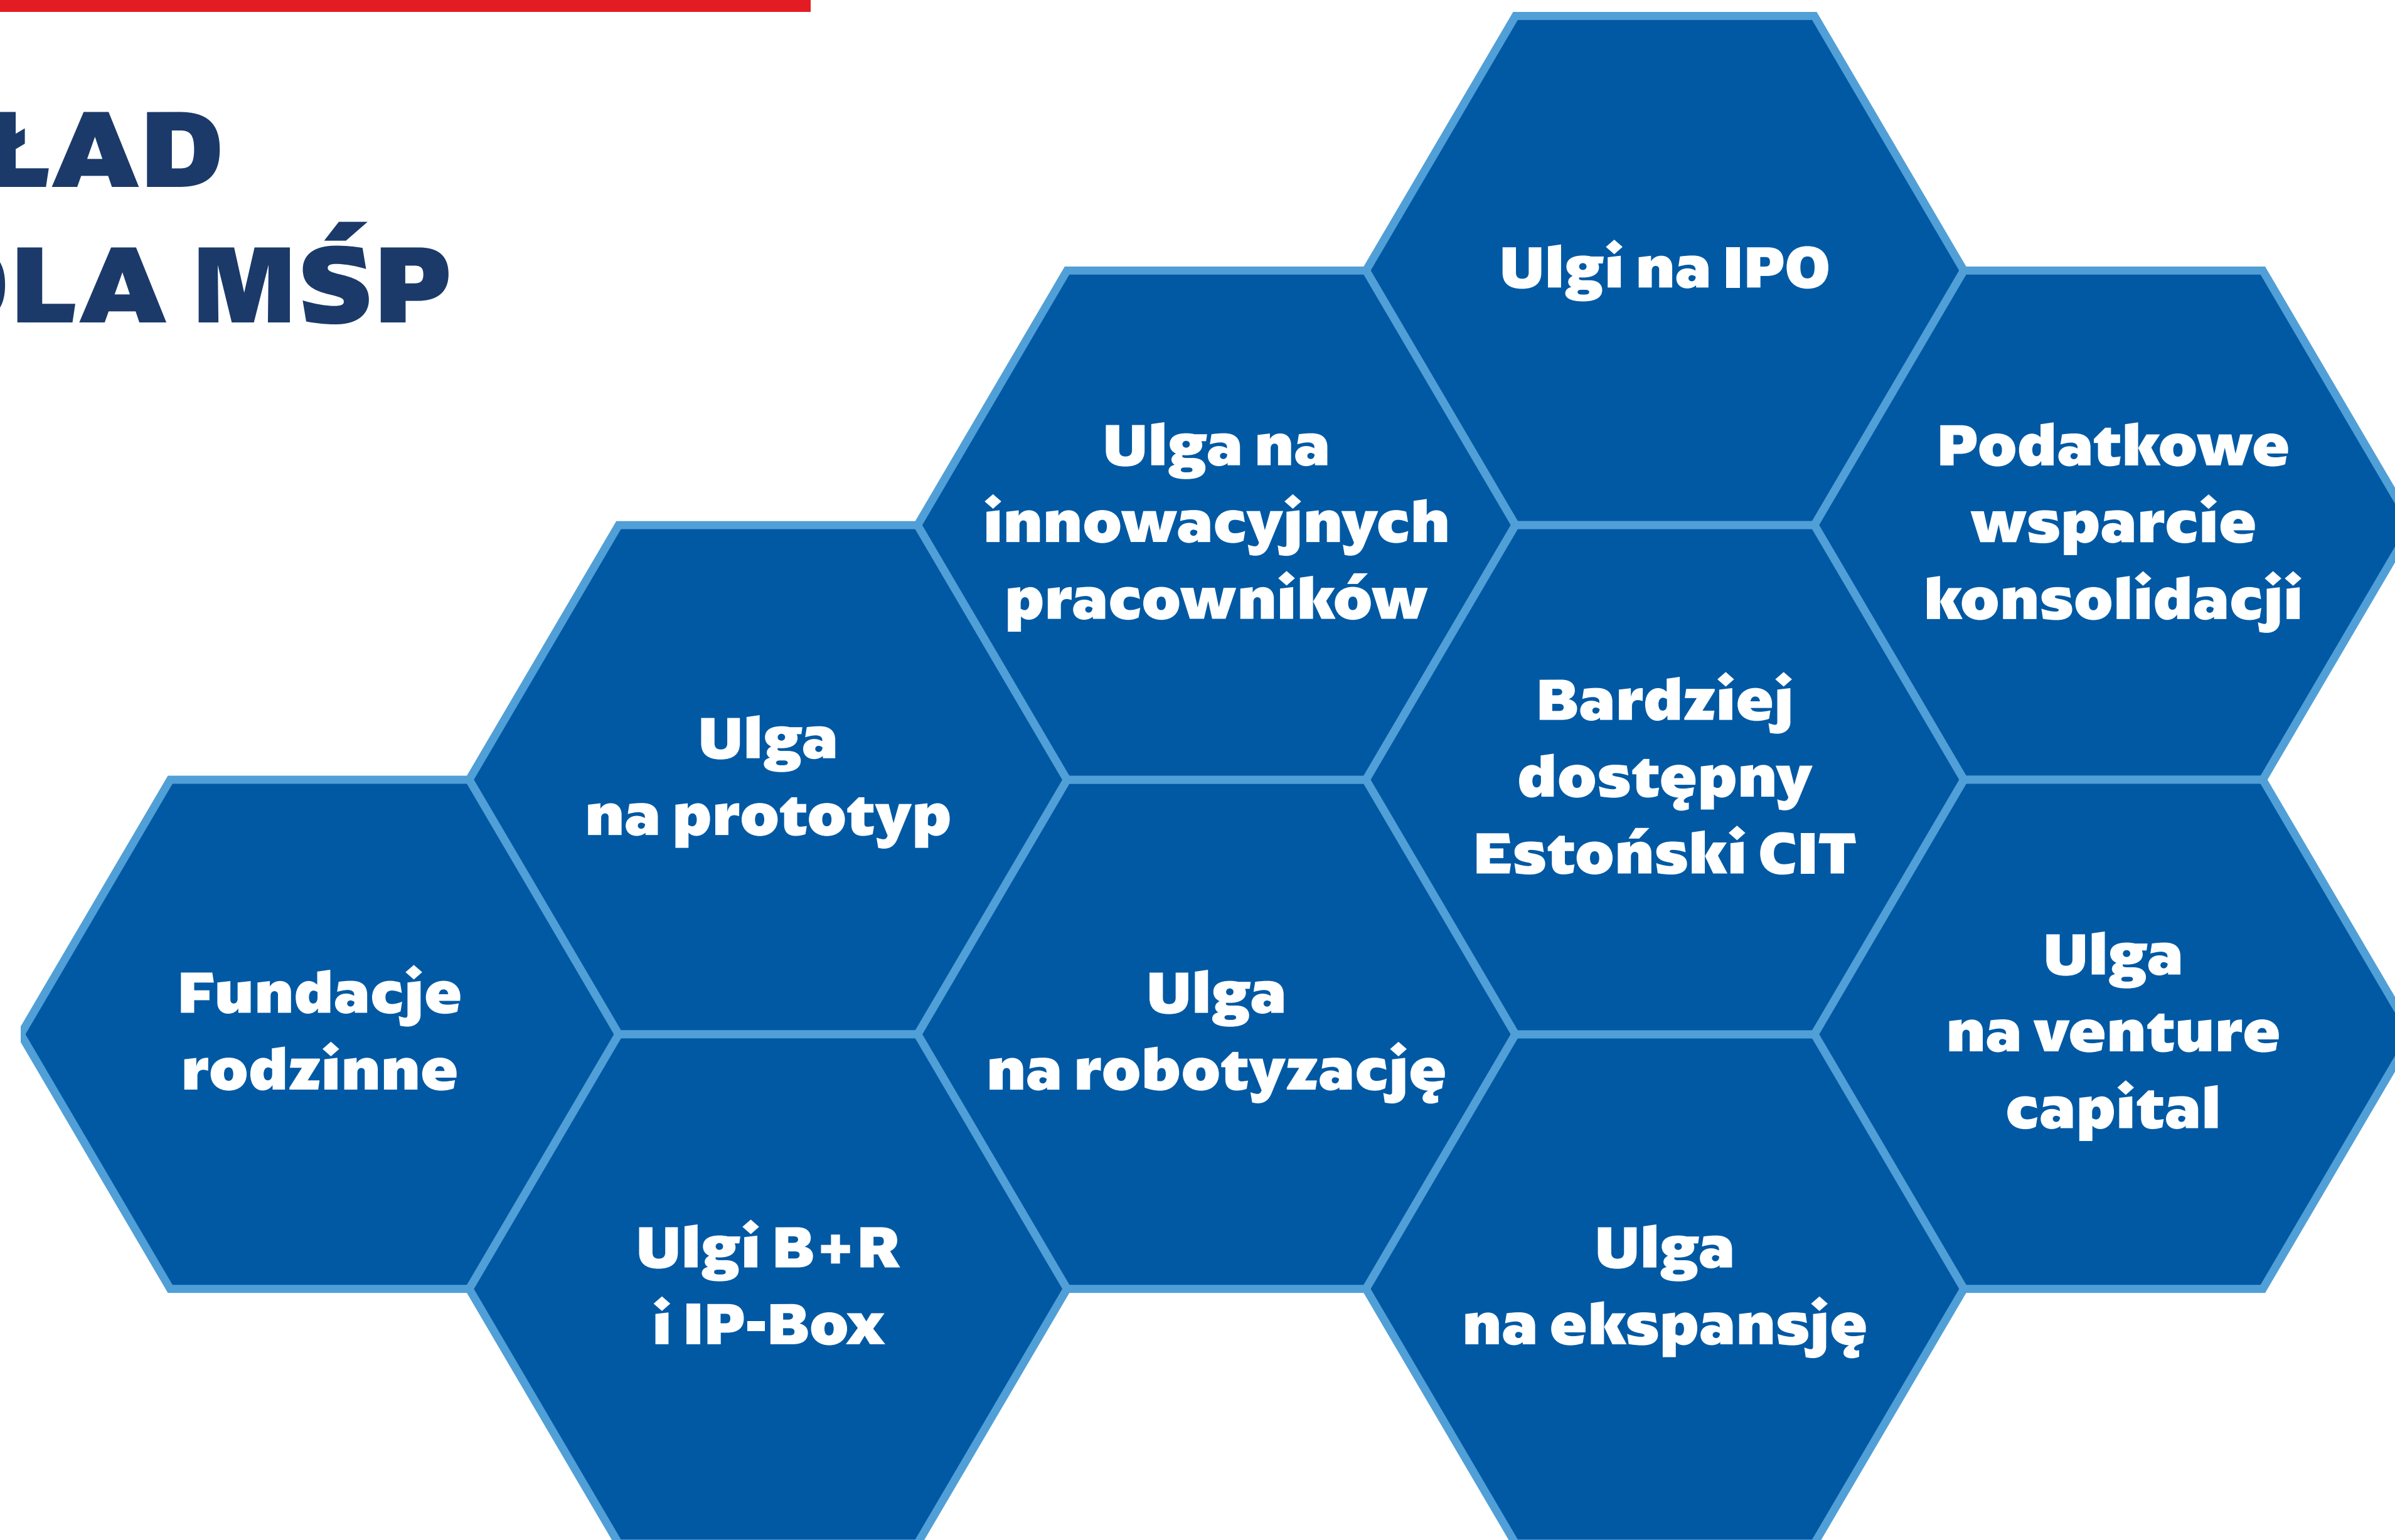 ŁAD
DLA MŚP
Ulgi na IPO
Ulga na
innowacyjnych
pracowników
Podatkowe
wsparcie
konsolidacji
Ulga
na prototyp
Bardziej
dostępny
Estoński CIT
Fundacje
rodzinne
Ulga
na robotyzację
Ulga
na venture
capital
Ulgi B+R
i IP-Box
Ulga
na ekspansję